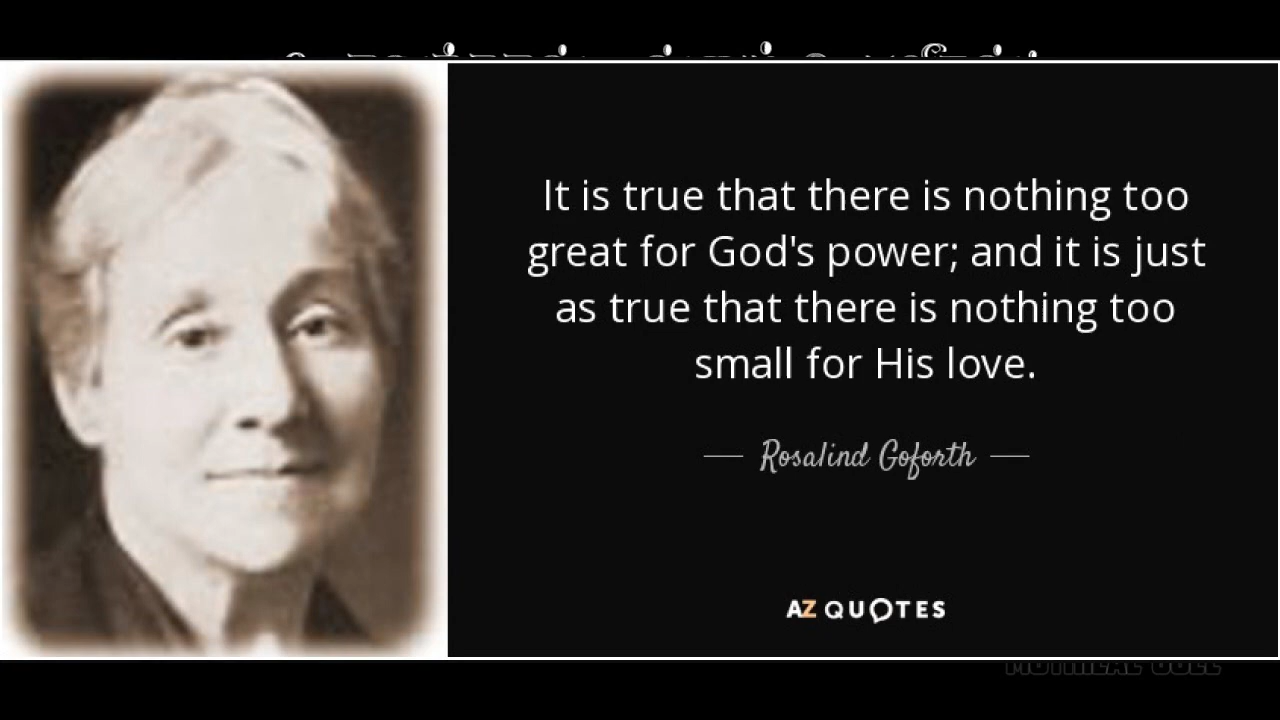 It is true that there is nothing too
great for God's power; and it is just
as true that there is nothing too
small for His love.
Rosalind Goforth
AZ QUOTES